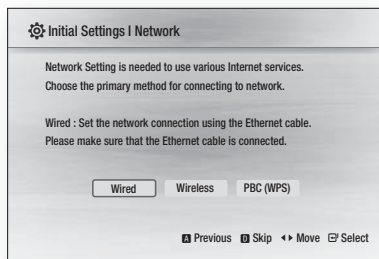 Initial Settings I Network
Network Setting is needed to use various Internet services.
Choose the primary method for connecting to network.
Wired : Set the network connection using the Ethernet cable.
Please make sure that the Ethernet cable is connected.
Wired Wireless PBC (WPS)
A Previous D Skip Move Select